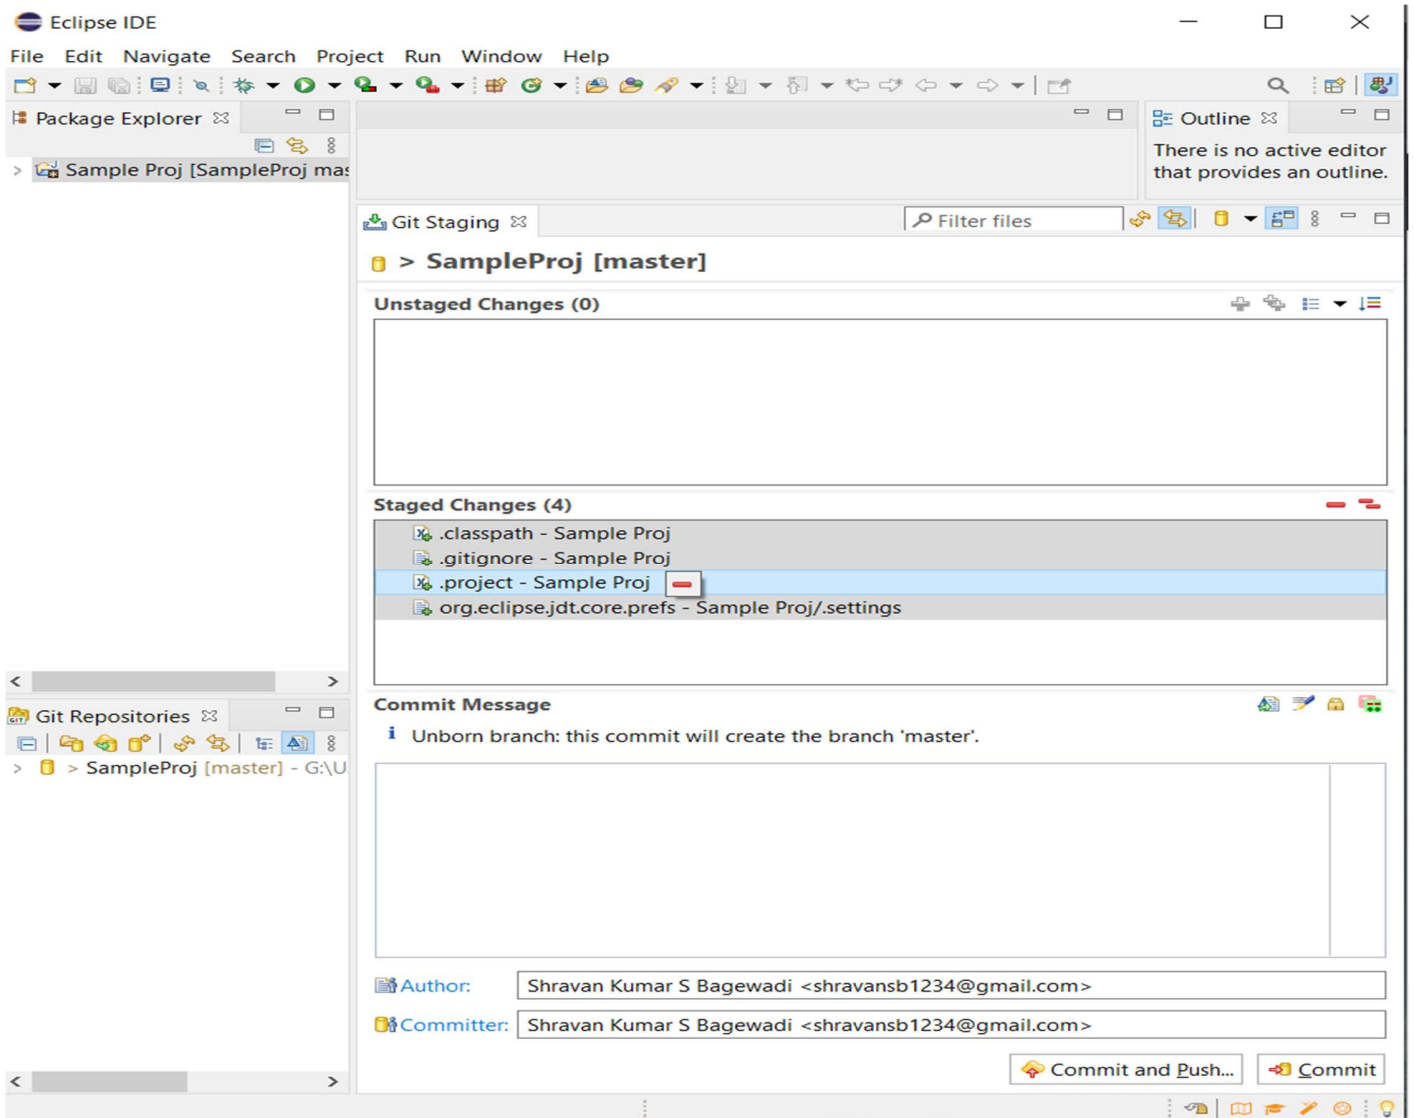 Eclipse IDE
File Edit Navigate Search Project Run Window Help
Package Explorer
Sample Proj [SampleProj mas
Outline
There is no active editor
that provides an outline.
Git Staging
Filter files
> SampleProj [master]
Unstaged Changes (0)
Staged Changes (4)
.classpath - Sample Proj
.gitignore - Sample Proj
.project - Sample Proj
org.eclipse.jdt.core.prefs - Sample Proj/.settings
Commit Message
Unborn branch: this commit will create the branch 'master'.
Git Repositories
> SampleProj [master] - G:\U
Author: Shravan Kumar S Bagewadi <shravansb1234@gmail.com>
Committer: Shravan Kumar S Bagewadi <shravansb1234@gmail.com>
Commit and Push... Commit